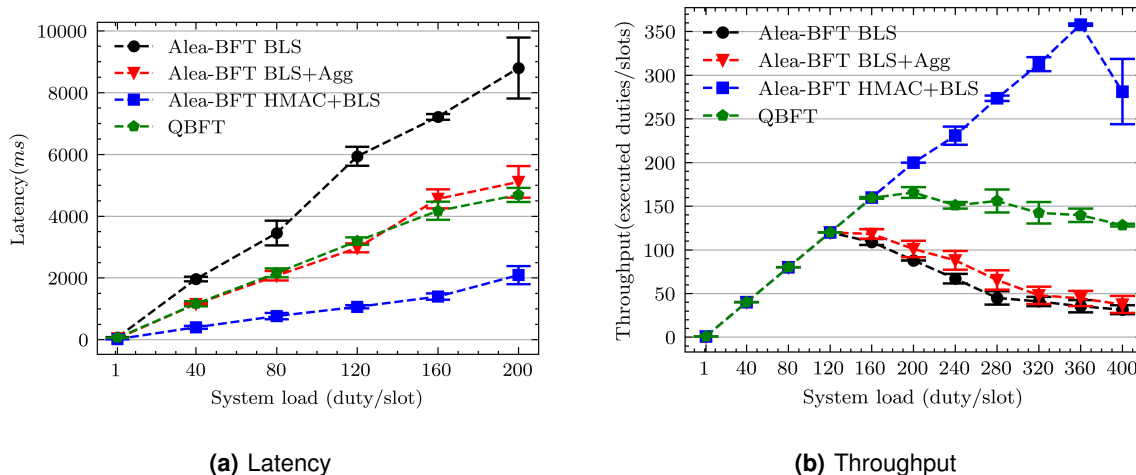 10000
8000
6000
4000
2000
0
Latency(ms)
Alea-BFT BLS
Alea-BFT BLS+Agg
Alea-BFT HMAC+BLS
QBFT
1 40 80 120 160 200
System load (duty/slot)
(a) Latency
350
300
250
200
150
100
50
0
Throughput(executed duties/slots)
Alea-BFT BLS
Alea-BFT BLS+Agg
Alea-BFT HMAC+BLS
QBFT
1 40 80 120 160 200 240 280 320 360 400
System load (duty/slot)
(b) Throughput